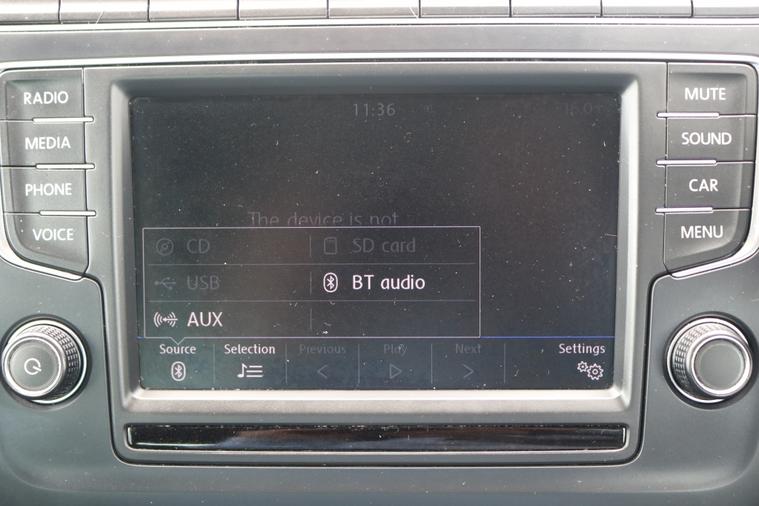 RADIO
MEDIA
PHONE
VOICE
11:36
The device is not
CD
SD card
USB
BT audio
AUX
Source
Selection
Previous
Play
Next
Settings
MUTE
SOUND
CAR
MENU